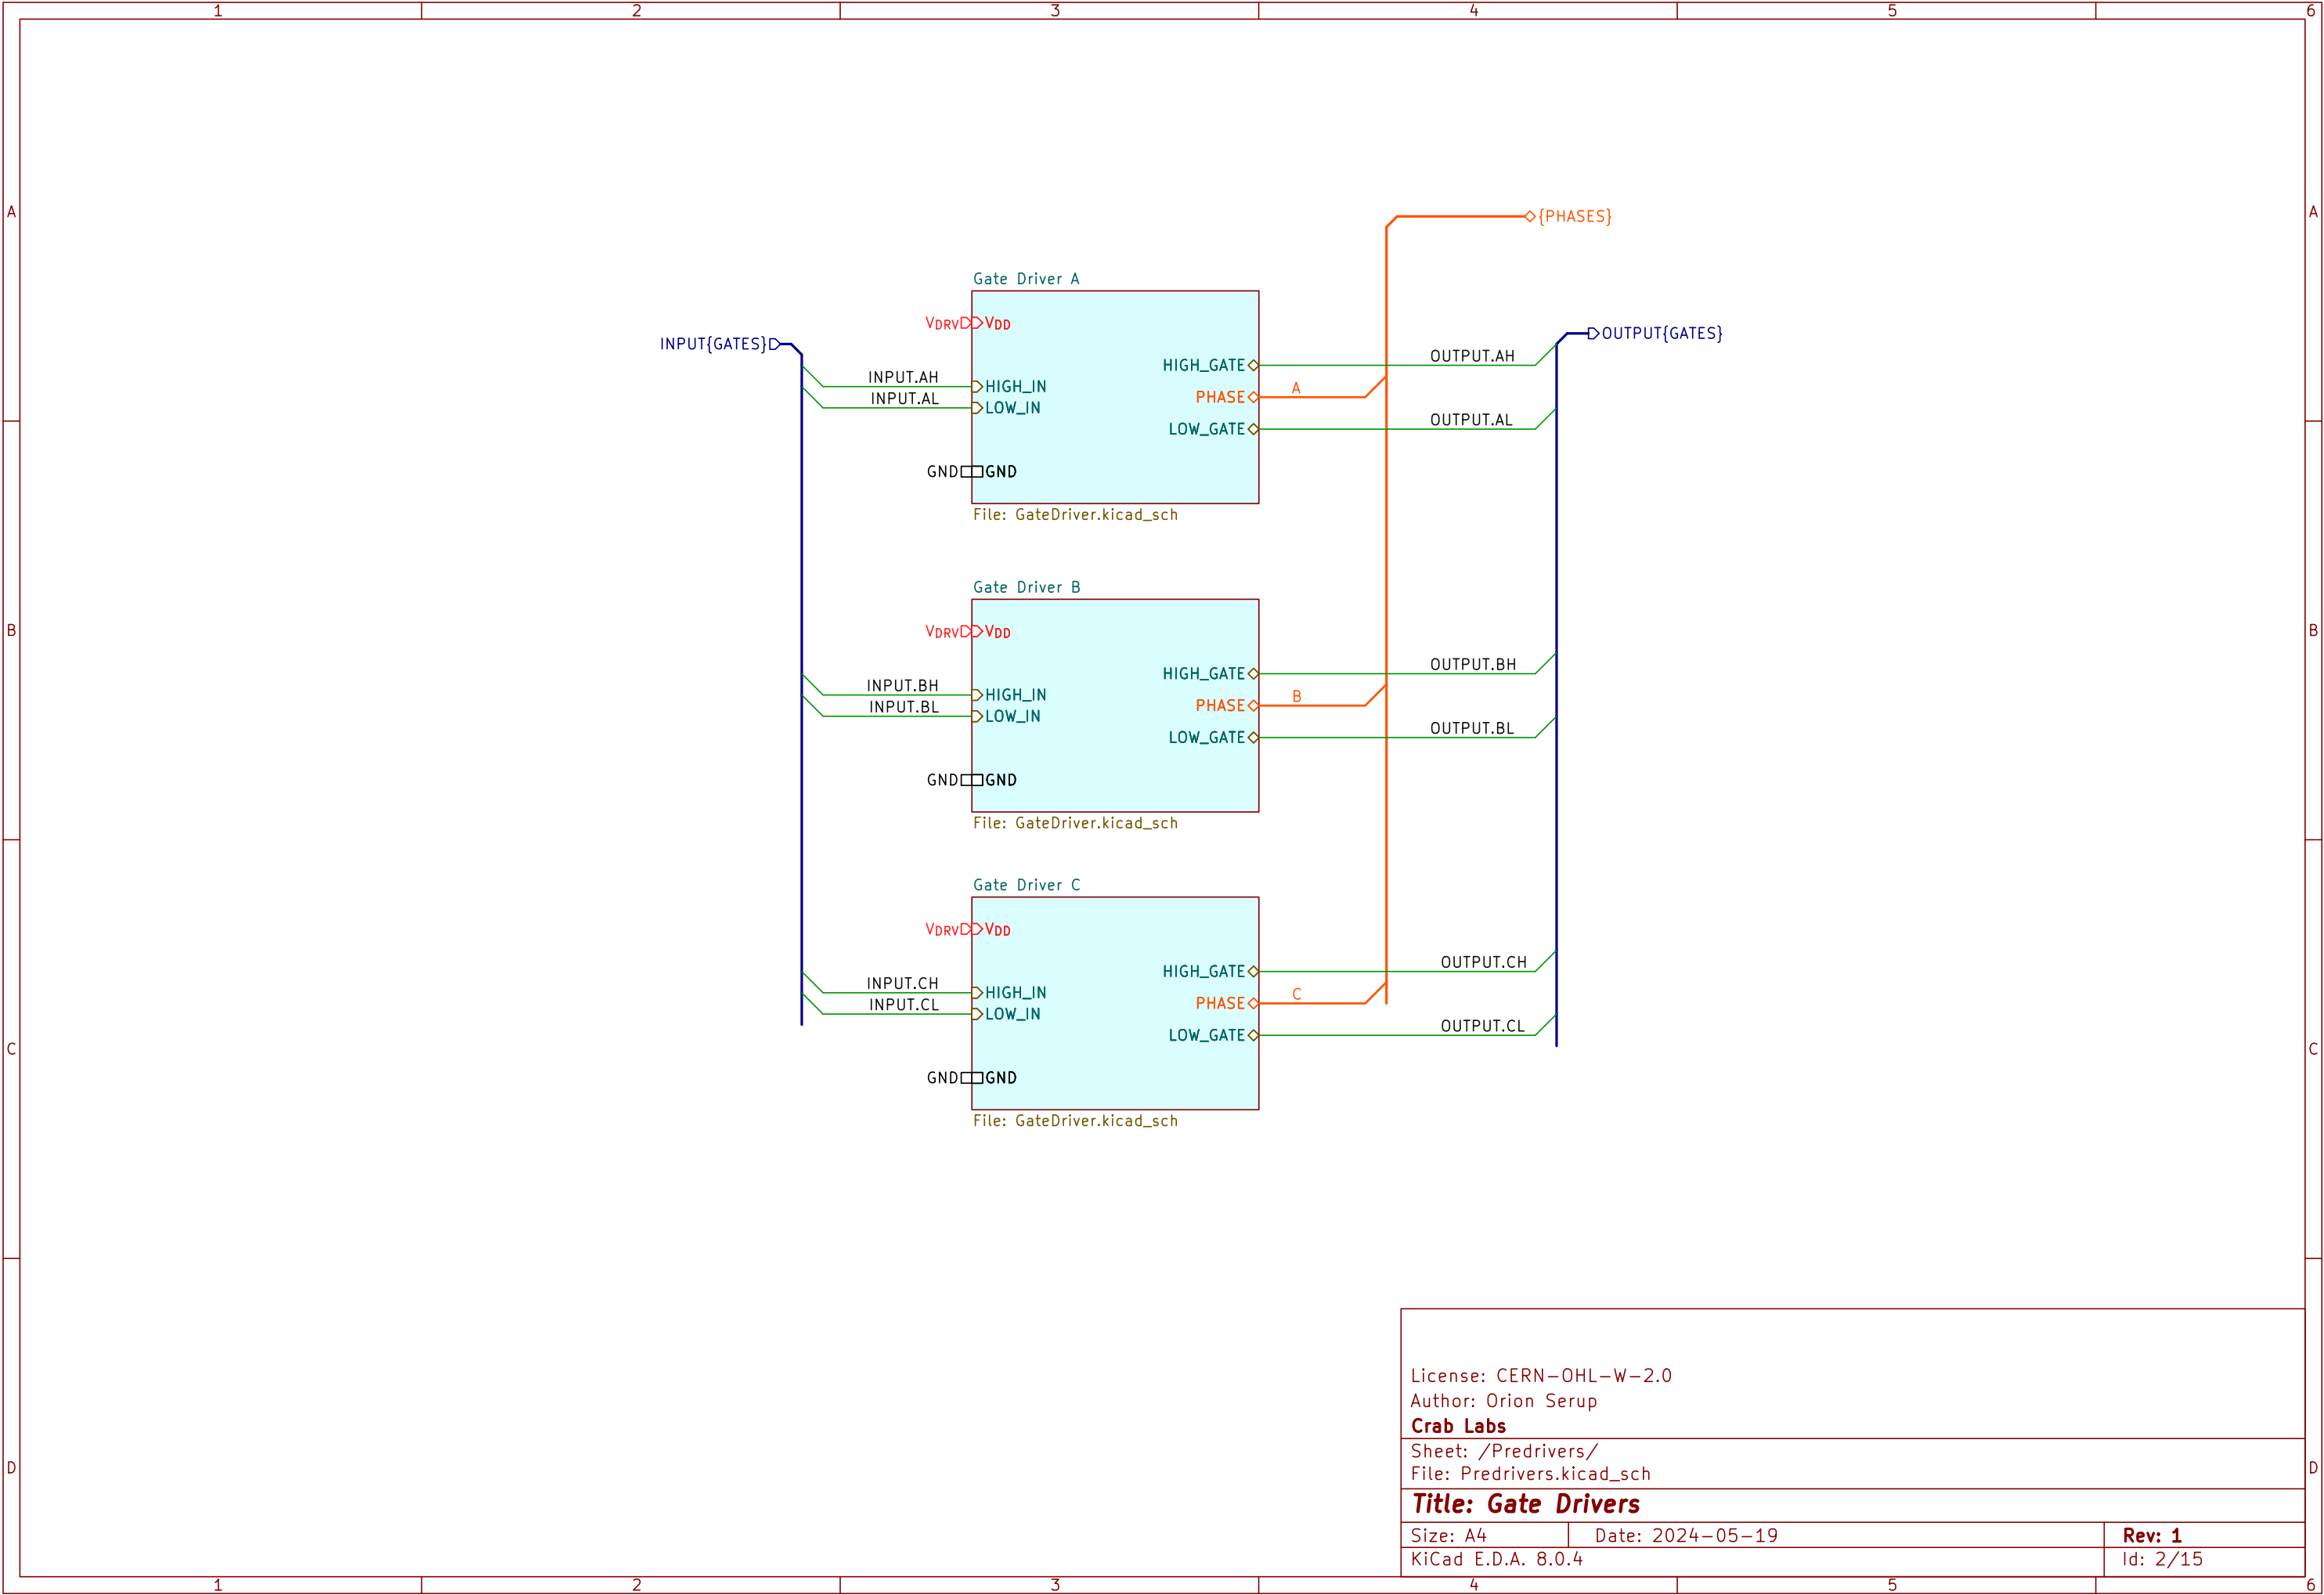 1 2 3 4 5 6
A A
{PHASES}
Gate Driver A
VDRV VDD
INPUT{GATES} OUTPUT{GATES}
HIGH_GATE OUTPUT.AH
INPUT.AH HIGH_IN
PHASE A
INPUT.AL LOW_IN
LOW_GATE OUTPUT.AL
GND GND
File: GateDriver.kicad_sch
Gate Driver B
B VDRV VDD B
HIGH_GATE OUTPUT.BH
INPUT.BH HIGH_IN
PHASE B
INPUT.BL LOW_IN
LOW_GATE OUTPUT.BL
GND GND
File: GateDriver.kicad_sch
Gate Driver C
VDRV VDD
HIGH_GATE OUTPUT.CH
INPUT.CH HIGH_IN
PHASE C
INPUT.CL LOW_IN
LOW_GATE OUTPUT.CL
C C
GND GND
File: GateDriver.kicad_sch
License: CERN-OHL-W-2.0
Author: Orion Serup
Crab Labs
Sheet: /Predrivers/
D D
File: Predrivers.kicad_sch
Title: Gate Drivers
Size: A4 Date: 2024-05-19 Rev: 1
KiCad E.D.A. 8.0.4 Id: 2/15
1 2 3 4 5 6